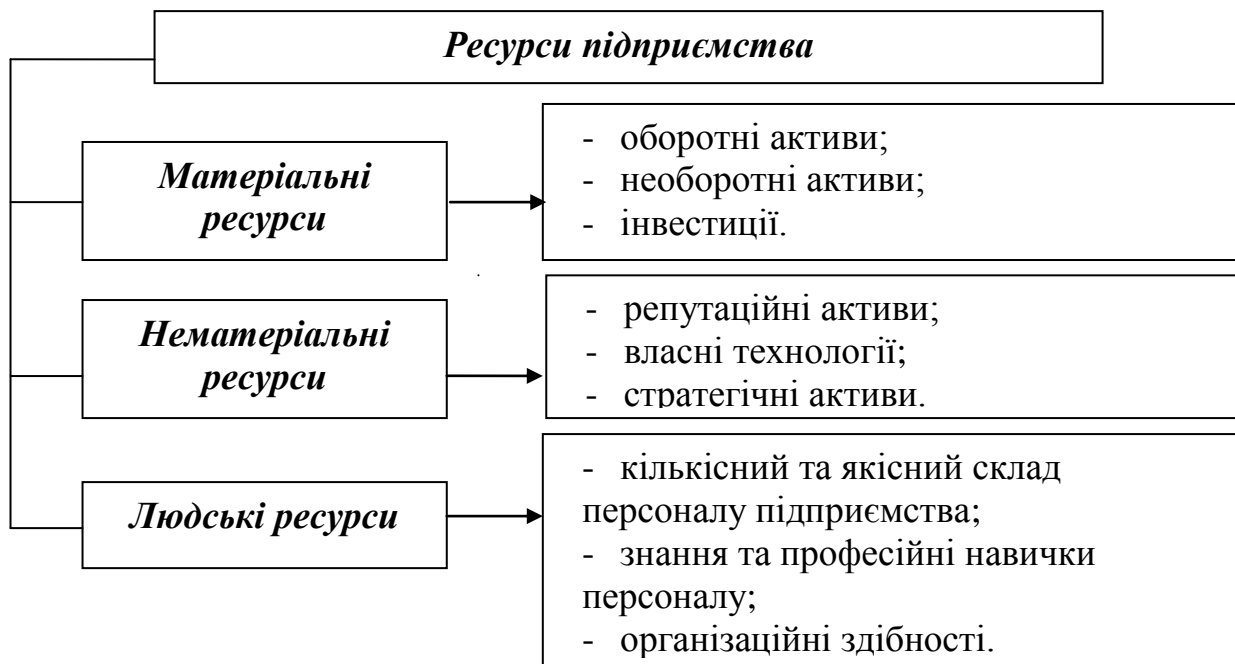 Ресурси підприємства
Матеріальні
ресурси
- оборотні активи;
- необоротні активи;
- інвестиції.
Нематеріальні
ресурси
- репутаційні активи;
- власні технології;
- стратегічні активи.
Людські ресурси
- кількісний та якісний склад
персоналу підприємства;
- знання та професійні навички
персоналу;
- організаційні здібності.